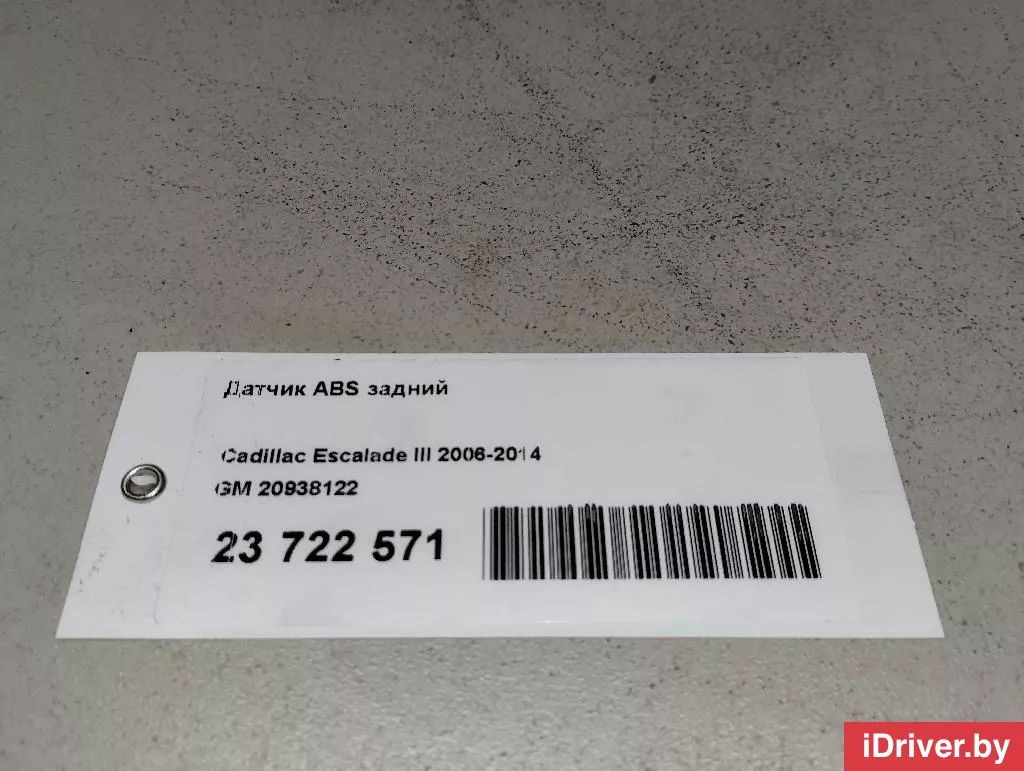 Датчик ABS задний
Cadillac Escalade III 2006-2014
GM 20938122
23 722 571
iDriver.by